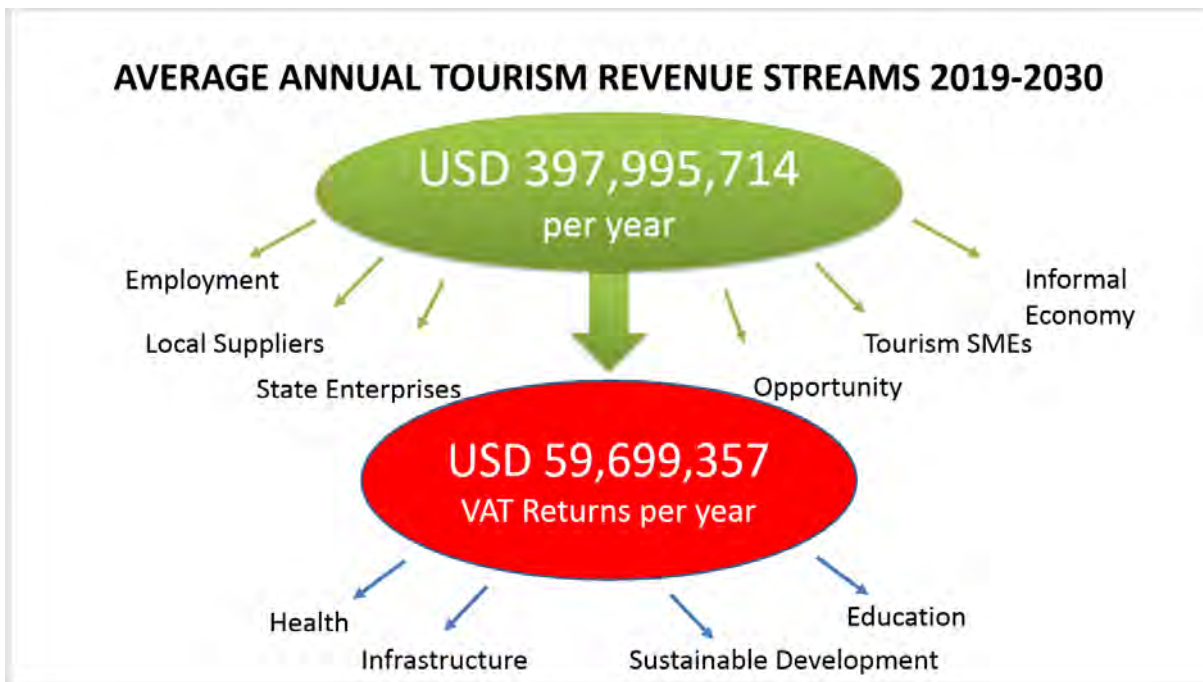 AVERAGE ANNUAL TOURISM REVENUE STREAMS 2019-2030
USD 397,995,714
per year
Employment
Informal
Economy
Local Suppliers
Tourism SMEs
State Enterprises
Opportunity
USD 59,699,357
VAT Returns per year
Health
Education
Infrastructure
Sustainable Development